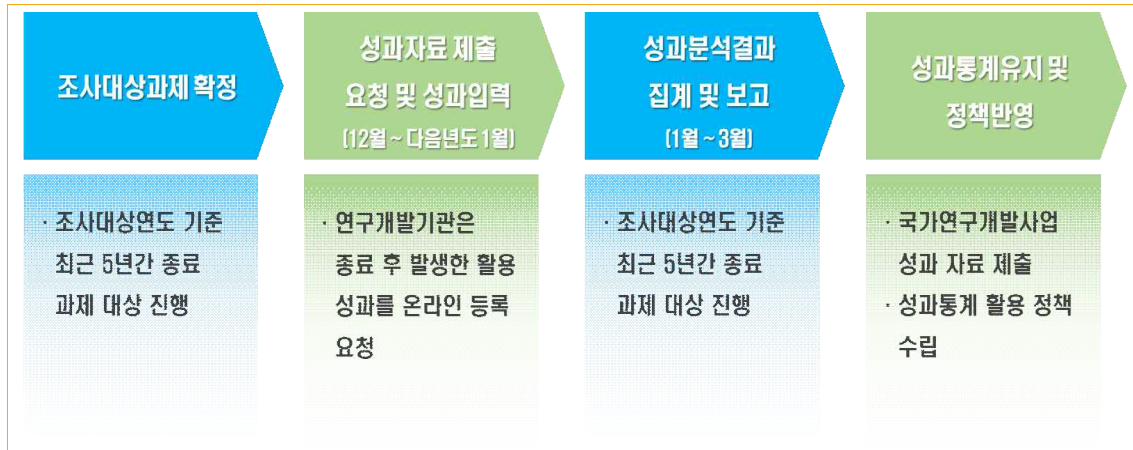 조사대상과제 확정
성과자료 제출
요청 및 성과입력
(12월 ~ 다음년도 1월)
성과분석결과
집계 및 보고
(1월 ~ 3월)
성과통계유지 및
정책반영
· 조사대상연도 기준
최근 5년간 종료
과제 대상 진행
· 연구개발기관은
종료 후 발생한 활용
성과를 온라인 등록
요청
· 조사대상연도 기준
최근 5년간 종료
과제 대상 진행
· 국가연구개발사업
성과 자료 제출
· 성과통계 활용 정책
수립